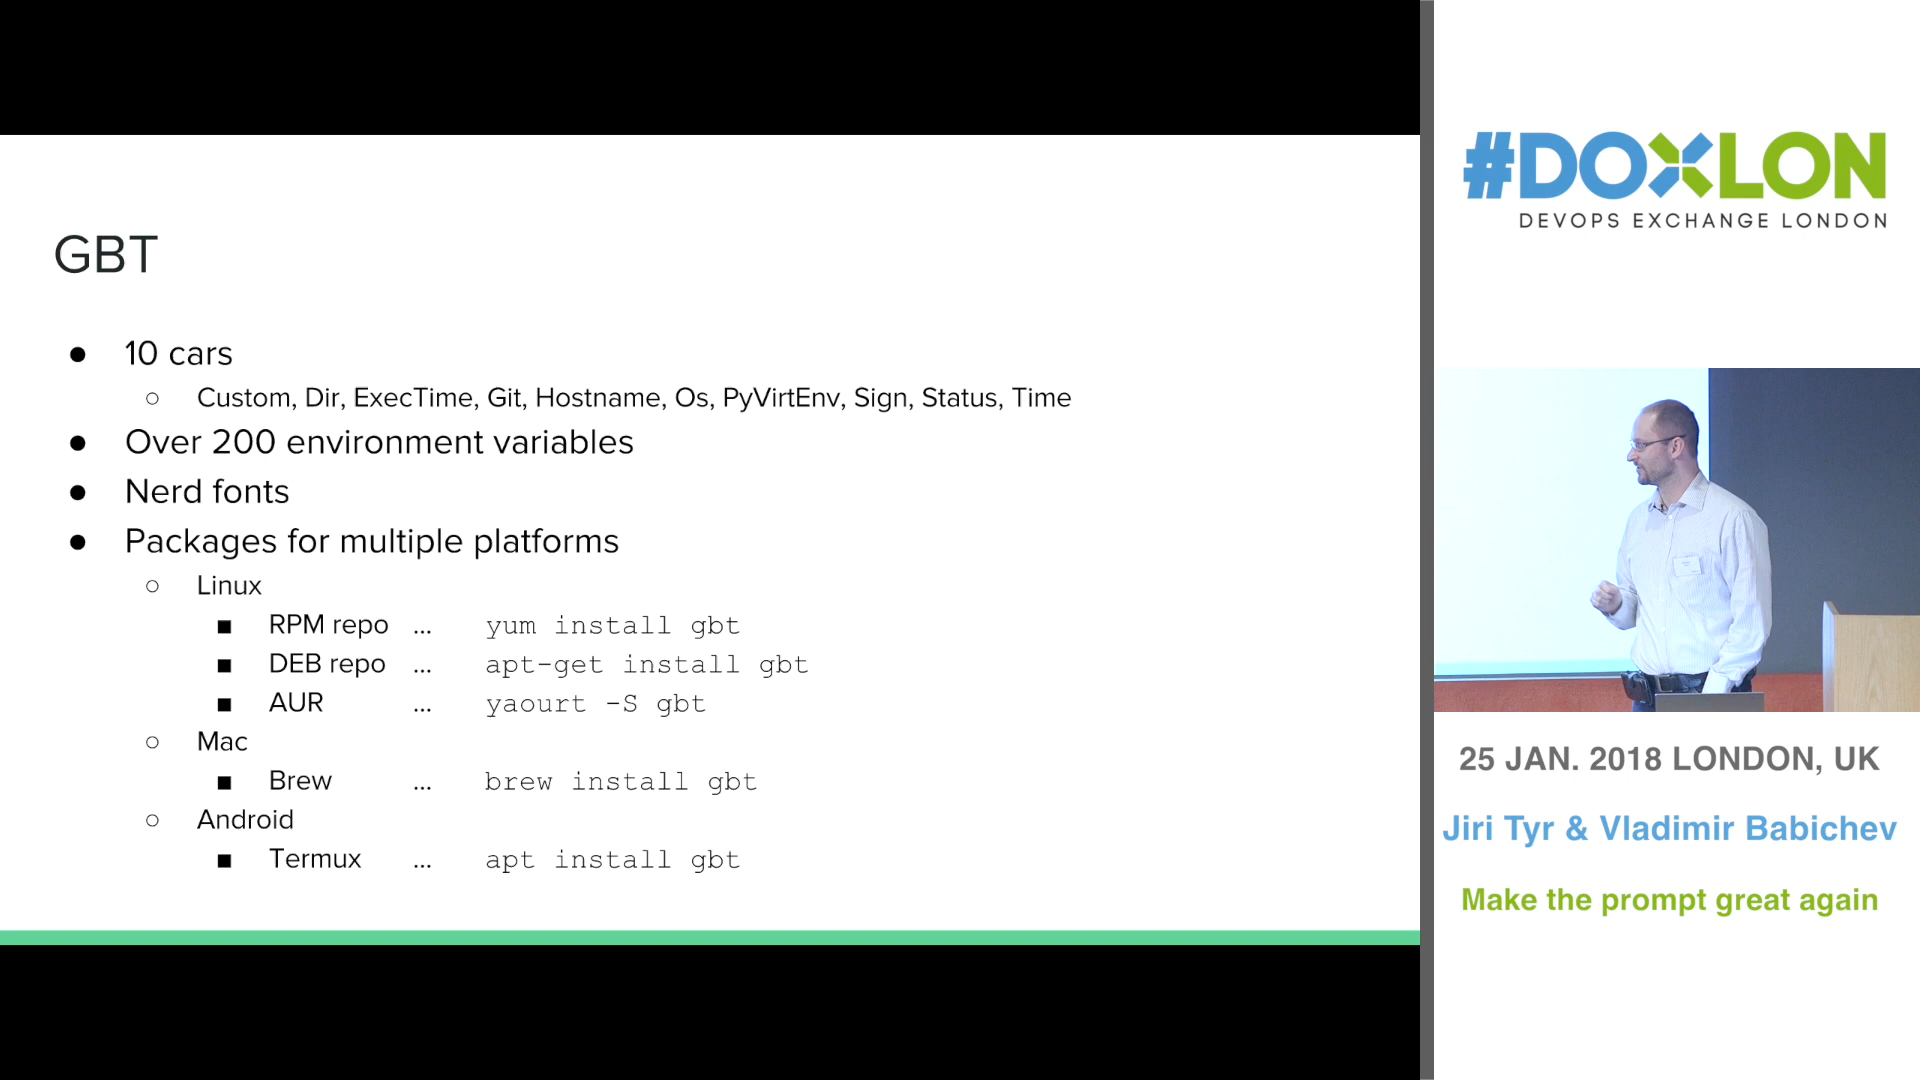 GBT
● 10 cars
○ Custom, Dir, ExecTime, Git, Hostname, Os, PyVirtEnv, Sign, Status, Time
● Over 200 environment variables
● Nerd fonts
● Packages for multiple platforms
○ Linux
■ RPM repo ... yum install gbt
■ DEB repo ... apt-get install gbt
■ AUR ... yaourt -S gbt
○ Mac
■ Brew ... brew install gbt
○ Android
■ Termux ... apt install gbt
#DOXLON
DEVOPS EXCHANGE LONDON
25 JAN. 2018 LONDON, UK
Jiri Tyr & Vladimir Babichev
Make the prompt great again